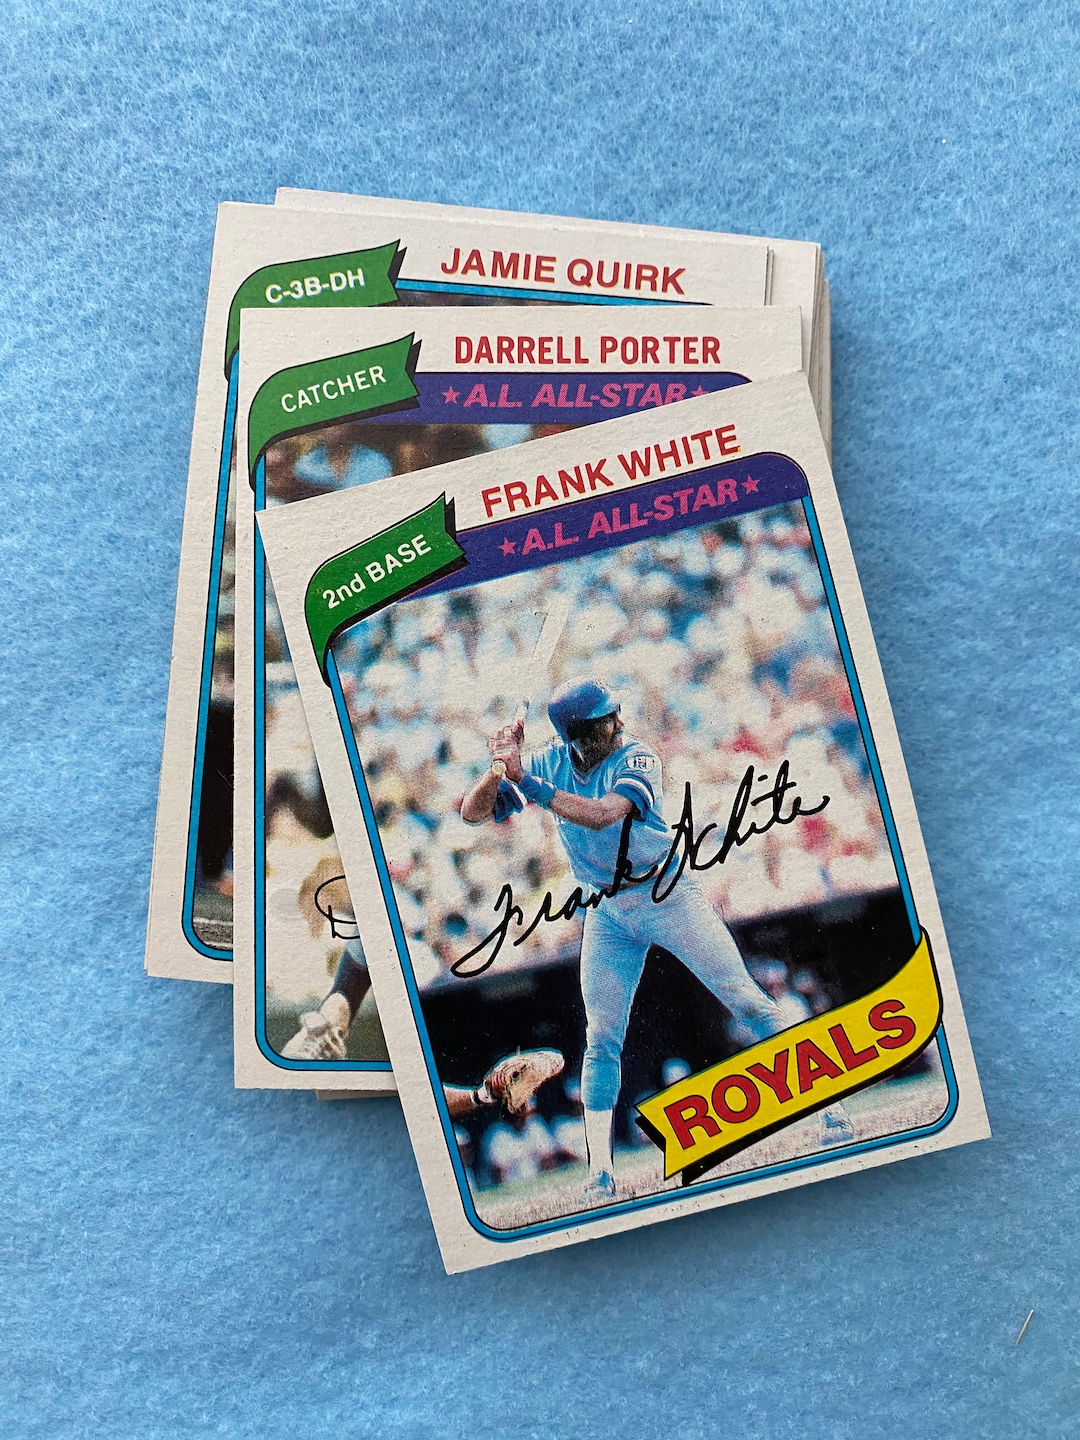 JAMIE QUIRK
C-3B-DH
DARRELL PORTER
CATCHER
★A.L. ALL-STAR★
FRANK WHITE
★A.L. ALL-STAR★
2nd BASE
Frank White
D
ROYALS